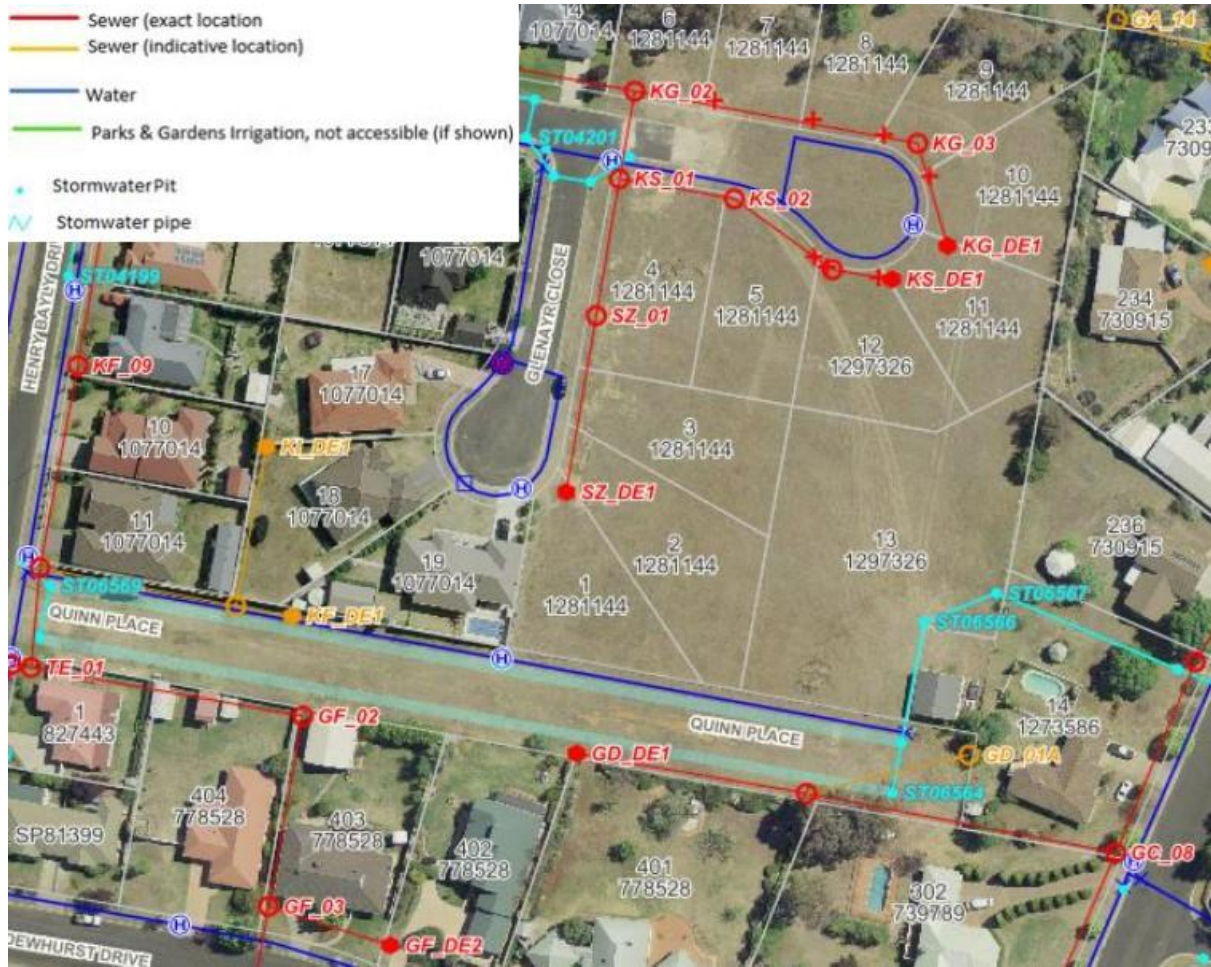 Sewer (exact location
Sewer (indicative location)
Water
Parks & Gardens Irrigation, not accessible (if shown)
StormwaterPit
Stomwater pipe
14
1077014
6
1281144
7
1281144
8
1281144
9
1281144
GA_14
KG_02
KG_03
ST04201
H
KS_01
KS_02
10
1281144
H
KG_DE1
KS_DE1
730915
1077014
1077014
ST04199
H
HENRY BAYLY DRI
GLENAYR CLOSE
4
1281144
5
1281144
11
1281144
234
730915
SZ_01
12
1297326
KF_09
17
1077014
10
1077014
KI_DE1
3
1281144
18
1077014
H
SZ_DE1
11
1077014
19
1077014
2
1281144
13
1297326
236
730915
H
ST06569
1
1281144
ST06567
ST06566
QUINN PLACE
KF_DE1
H
TE_01
1
827443
GF_02
QUINN PLACE
14
1273586
GD_DE1
GD_01A
ST06564
404
778528
403
778528
SP81399
402
778528
401
778528
302
739789
GC_08
H
GF_03
H
GF_DE2
DEWHURST DRIVE